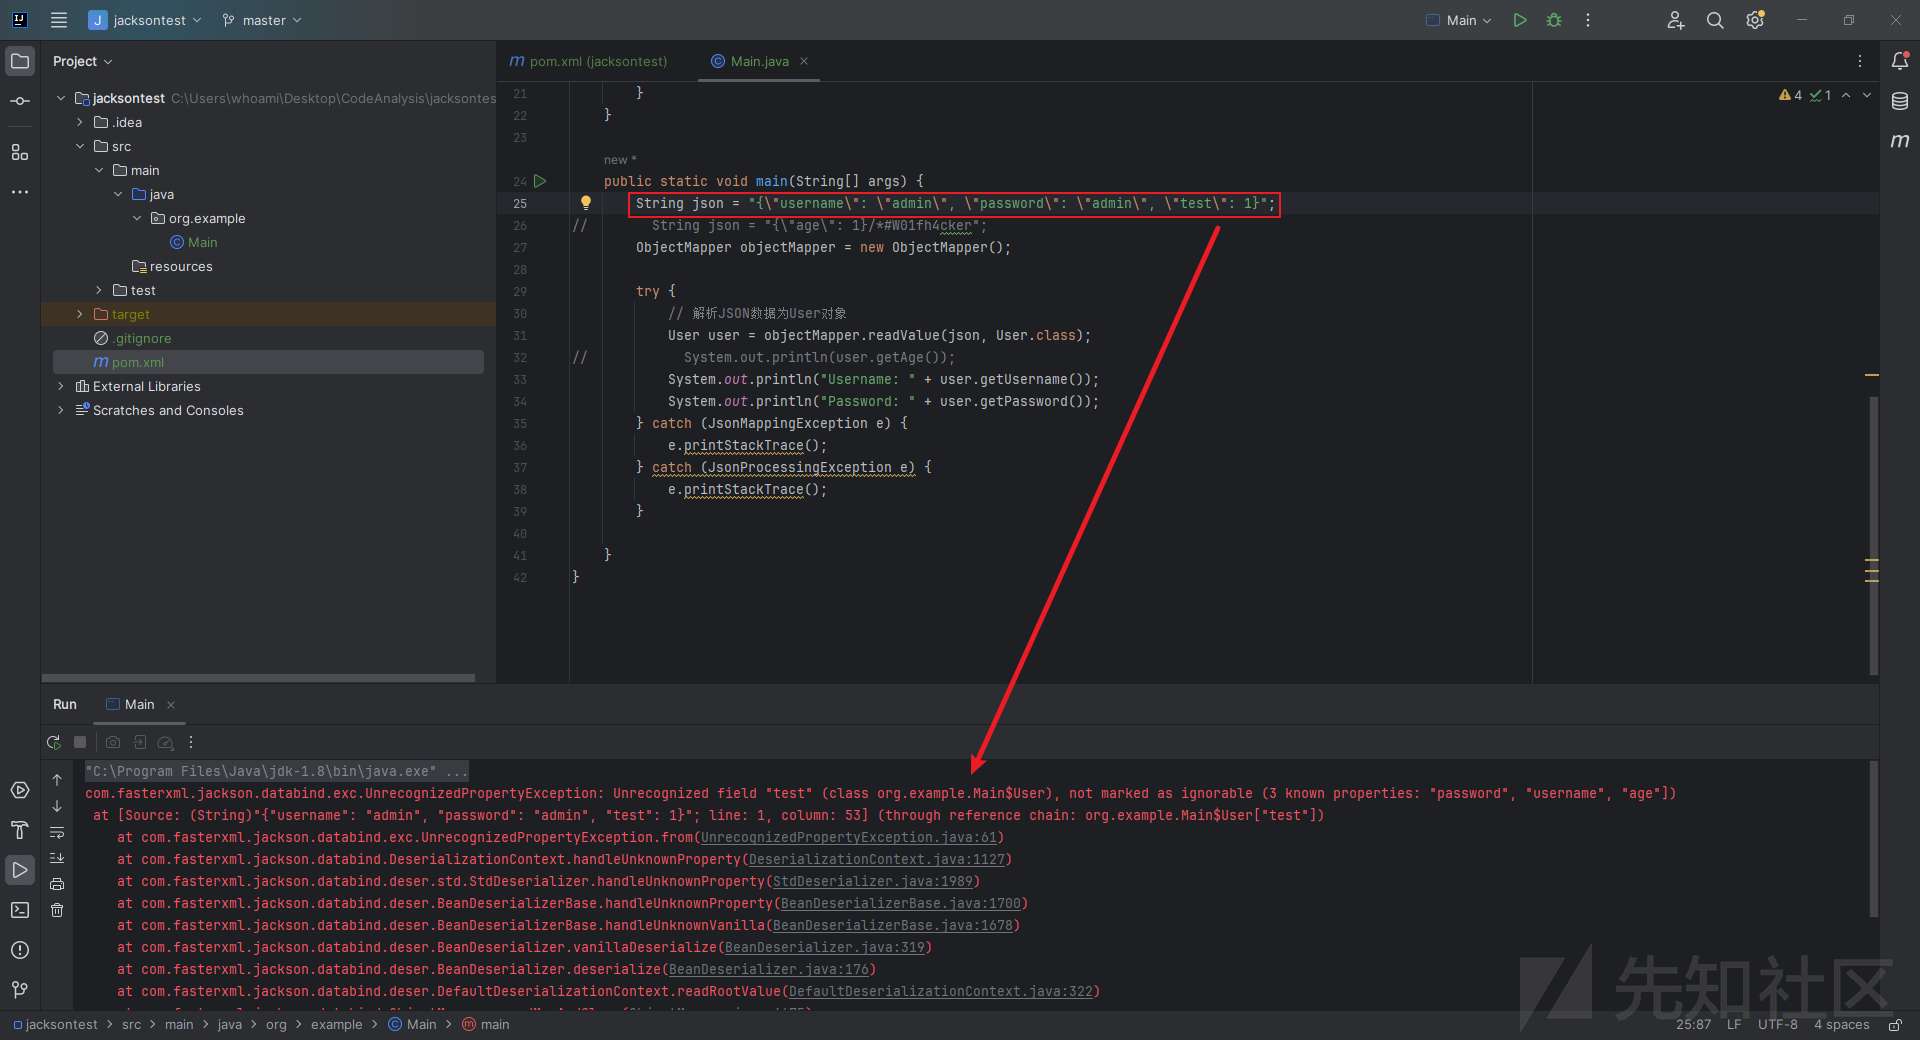 J jacksontest master Main
Project
pom.xml (jacksontest) Main.java
jacksontest C:\Users\whoami\Desktop\CodeAnalysis\jacksontes
.idea
src
main
java
org.example
Main
resources
test
target
.gitignore
pom.xml
External Libraries
Scratches and Consoles
4 1
21 }
22 }
23
new *
24 public static void main(String[] args) {
25 String json = "{\"username\": \"admin\", \"password\": \"admin\", \"test\": 1}";
26 // String json = "{\"age\": 1}/*#W01fh4cker";
27 ObjectMapper objectMapper = new ObjectMapper();
28
29 try {
30 // 解析JSON数据为User对象
31 User user = objectMapper.readValue(json, User.class);
32 // System.out.println(user.getAge());
33 System.out.println("Username: " + user.getUsername());
34 System.out.println("Password: " + user.getPassword());
35 } catch (JsonMappingException e) {
36 e.printStackTrace();
37 } catch (JsonProcessingException e) {
38 e.printStackTrace();
39 }
40
41 }
42 }
Run Main
"C:\Program Files\Java\jdk-1.8\bin\java.exe" ...
com.fasterxml.jackson.databind.exc.UnrecognizedPropertyException: Unrecognized field "test" (class org.example.Main$User), not marked as ignorable (3 known properties: "password", "username", "age"])
at [Source: (String)"{"username": "admin", "password": "admin", "test": 1}"; line: 1, column: 53] (through reference chain: org.example.Main$User["test"])
at com.fasterxml.jackson.databind.exc.UnrecognizedPropertyException.from(UnrecognizedPropertyException.java:61)
at com.fasterxml.jackson.databind.DeserializationContext.handleUnknownProperty(DeserializationContext.java:1127)
at com.fasterxml.jackson.databind.deser.std.StdDeserializer.handleUnknownProperty(StdDeserializer.java:1989)
at com.fasterxml.jackson.databind.deser.BeanDeserializerBase.handleUnknownProperty(BeanDeserializerBase.java:1700)
at com.fasterxml.jackson.databind.deser.BeanDeserializerBase.handleUnknownVanilla(BeanDeserializerBase.java:1678)
at com.fasterxml.jackson.databind.deser.BeanDeserializer.vanillaDeserialize(BeanDeserializer.java:319)
at com.fasterxml.jackson.databind.deser.BeanDeserializer.deserialize(BeanDeserializer.java:176)
at com.fasterxml.jackson.databind.deser.DefaultDeserializationContext.readRootValue(DefaultDeserializationContext.java:322)
先知社区
jacksontest > src > main > java > org > example > Main > main
25:87 LF UTF-8 4 spaces